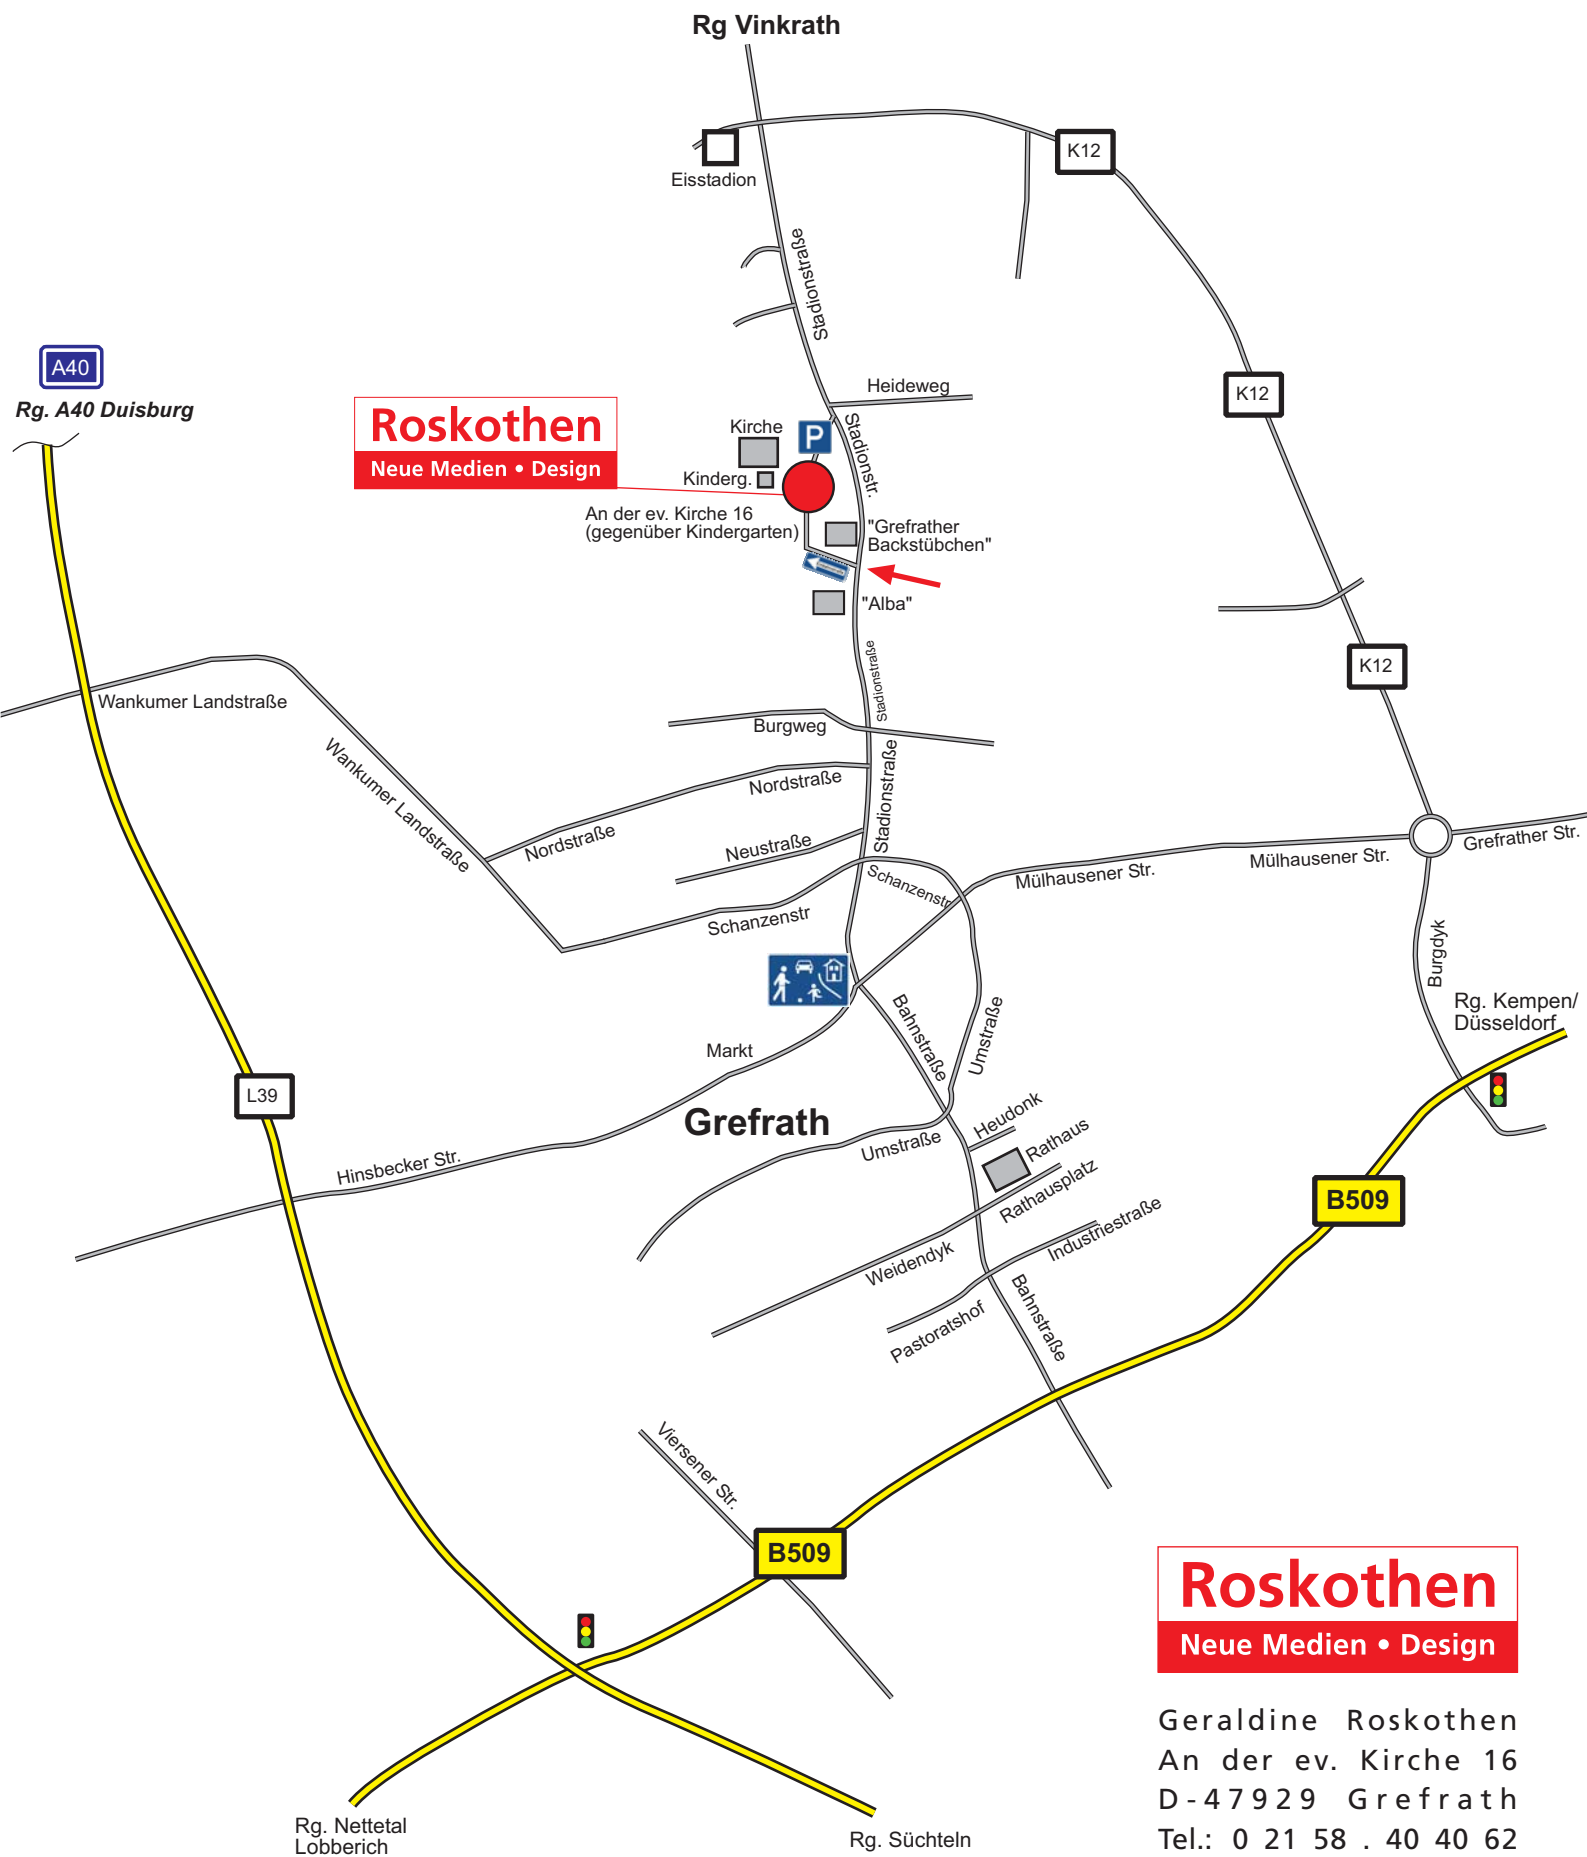 Rg Vinkrath
K12
Eisstadion
Stadionstraße
A40
Rg. A40 Duisburg
Heideweg
K12
Roskothen
Neue Medien • Design
Kirche
P
Stadionstr.
Kinderg.
An der ev. Kirche 16
(gegenüber Kindergarten)
"Grefrather
Backstübchen"
"Alba"
Stadionstraße
K12
Wankumer Landstraße
Burgweg
Wankumer Landstraße
Stadionstraße
Nordstraße
Nordstraße
Neustraße
Grefrather Str.
Mülhausener Str.
Mülhausener Str.
Schanzenstr
Schanzenstr
Burgdyk
Rg. Kempen/
Düsseldorf
Bahnstraße
Umstraße
Markt
L39
Grefrath
Heudonk
Umstraße
Rathaus
Hinsbecker Str.
Rathausplatz
B509
Industriestraße
Weidendyk
Bahnstraße
Pastoratshof
Viersener Str.
B509
Roskothen
Neue Medien • Design
Geraldine Roskothen
An der ev. Kirche 16
D-47929 Grefrath
Tel.: 0 21 58 . 40 40 62
Rg. Nettetal
Lobberich
Rg. Süchteln